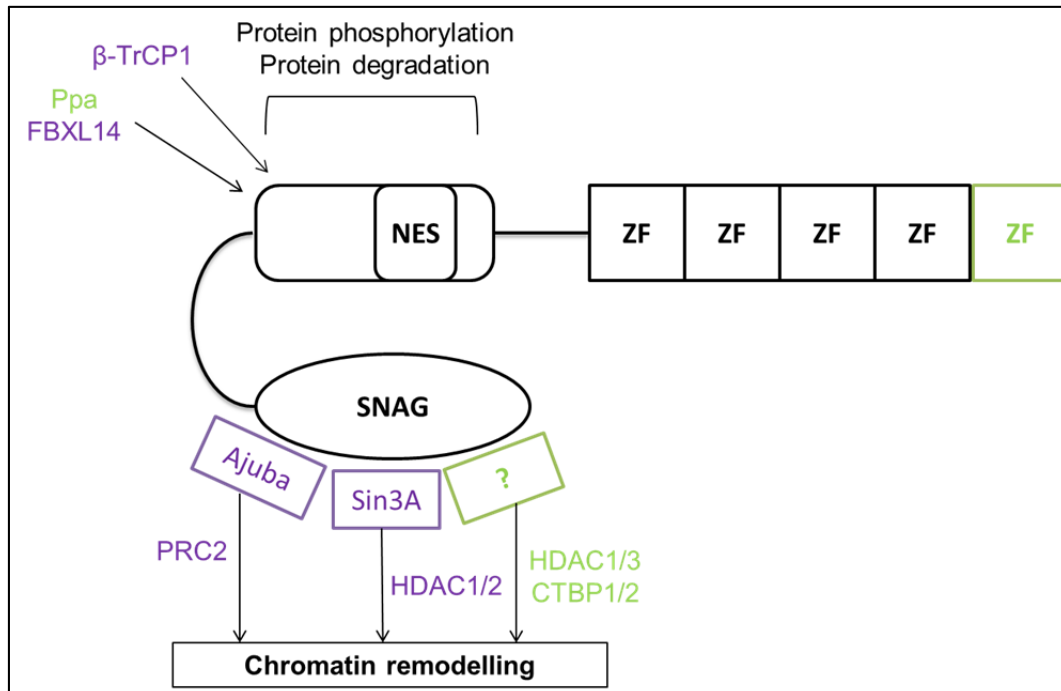 Protein phosphorylation
Protein degradation
β-TrCP1
Ppa
FBXL14
NES
ZF ZF ZF ZF ZF
SNAG
Ajuba
Sin3A
?
PRC2
HDAC1/2
HDAC1/3
CTBP1/2
Chromatin remodelling